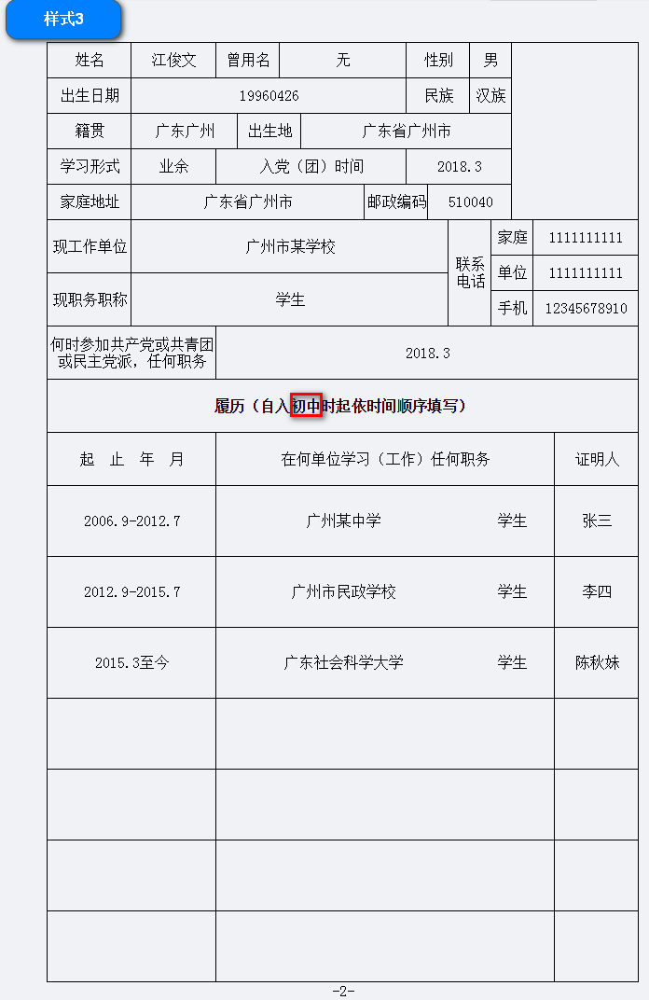 样式3
姓名 江俊文 曾用名 无 性别 男
出生日期 19960426 民族 汉族
籍贯 广东广州 出生地 广东省广州市
学习形式 业余 入党（团）时间 2018.3
家庭地址 广东省广州市 邮政编码 510040
现工作单位 广州市某学校 联系电话 家庭 1111111111
单位 1111111111
现职务职称 学生 手机 12345678910
何时参加共产党或共青团
或民主党派，任何职务 2018.3
履历（自入初中时起依时间顺序填写）
起 止 年 月 在何单位学习（工作）任何职务 证明人
2006.9-2012.7 广州某中学 学生 张三
2012.9-2015.7 广州市民政学校 学生 李四
2015.3至今 广东社会科学大学 学生 陈秋妹
-2-